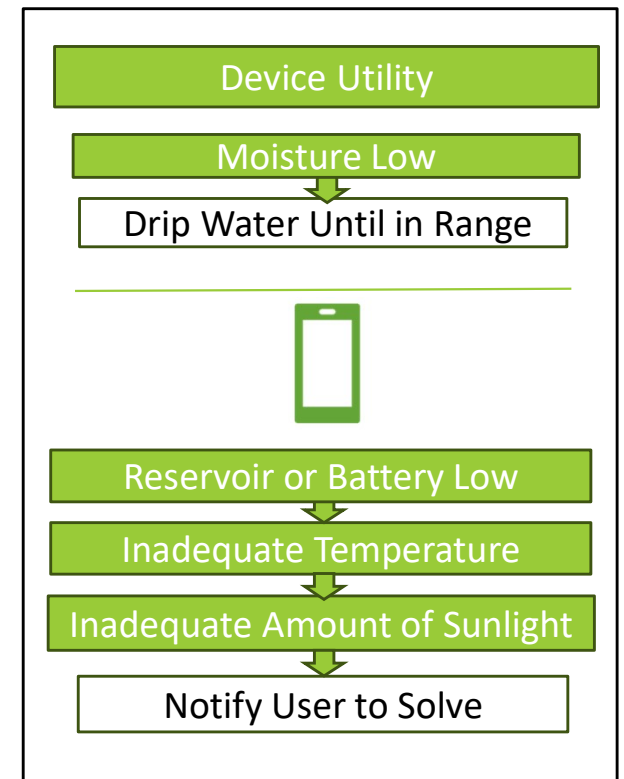 Device Utility
Moisture Low
Drip Water Until in Range
Reservoir or Battery Low
Inadequate Temperature
Inadequate Amount of Sunlight
Notify User to Solve